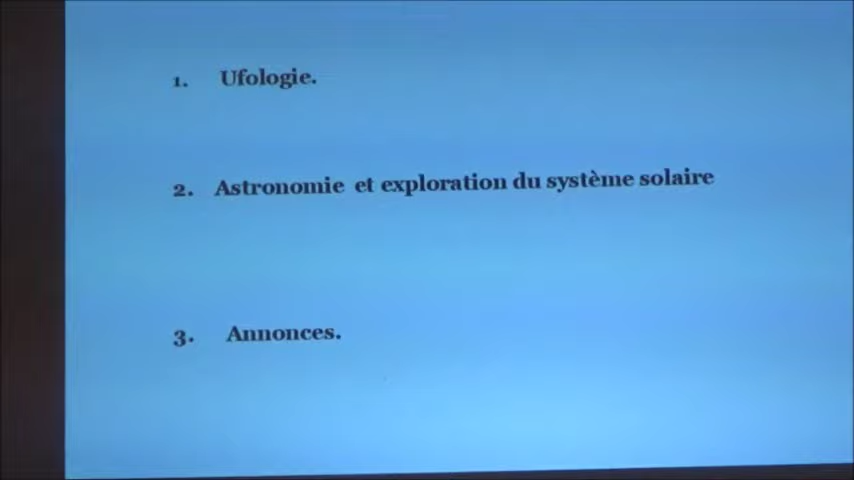 1. Ufologie.
2. Astronomie et exploration du système solaire
3. Annonces.